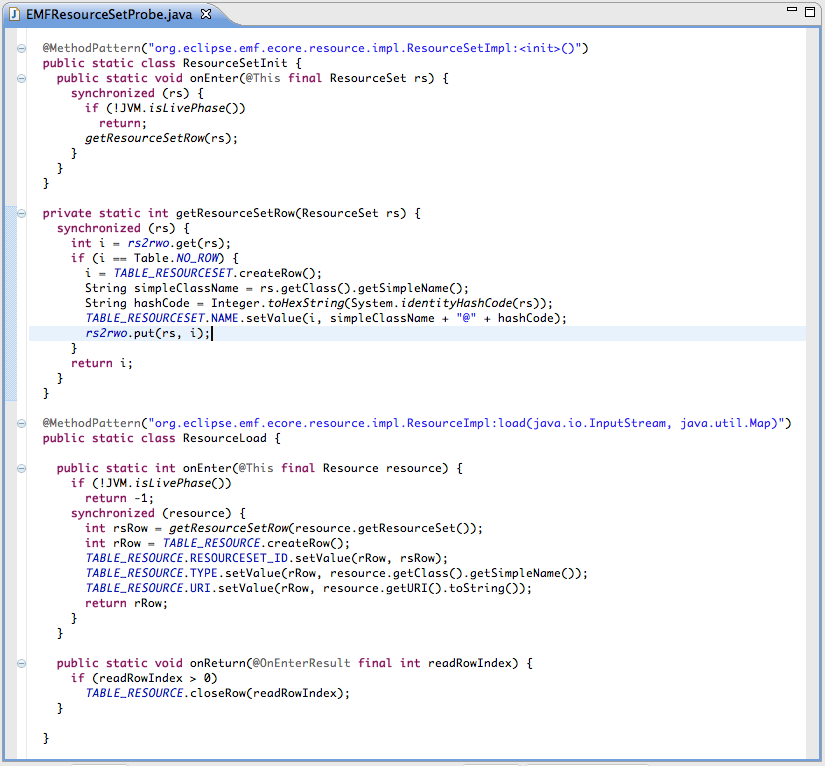 EMFResourceSetProbe.java
@MethodPattern("org.eclipse.emf.ecore.resource.impl.ResourceSetImpl:<init>()")
public static class ResourceSetInit {
  public static void onEnter(@This final ResourceSet rs) {
    synchronized (rs) {
      if (!JVM.isLivePhase())
        return;
      getResourceSetRow(rs);
    }
  }
}
private static int getResourceSetRow(ResourceSet rs) {
  synchronized (rs) {
    int i = rs2rwo.get(rs);
    if (i == Table.NO_ROW) {
      i = TABLE_RESOURCESET.createRow();
      String simpleClassName = rs.getClass().getSimpleName();
      String hashCode = Integer.toHexString(System.identityHashCode(rs));
      TABLE_RESOURCESET.NAME.setValue(i, simpleClassName + "@" + hashCode);
      rs2rwo.put(rs, i);
    }
    return i;
  }
}
@MethodPattern("org.eclipse.emf.ecore.resource.impl.ResourceImpl:load(java.io.InputStream, java.util.Map)")
public static class ResourceLoad {
  public static int onEnter(@This final Resource resource) {
    if (!JVM.isLivePhase())
      return -1;
    synchronized (resource) {
      int rsRow = getResourceSetRow(resource.getResourceSet());
      int rRow = TABLE_RESOURCE.createRow();
      TABLE_RESOURCE.RESOURCESET_ID.setValue(rRow, rsRow);
      TABLE_RESOURCE.TYPE.setValue(rRow, resource.getClass().getSimpleName());
      TABLE_RESOURCE.URI.setValue(rRow, resource.getURI().toString());
      return rRow;
    }
  }
  public static void onReturn(@OnEnterResult final int readRowIndex) {
    if (readRowIndex > 0)
      TABLE_RESOURCE.closeRow(readRowIndex);
  }
}